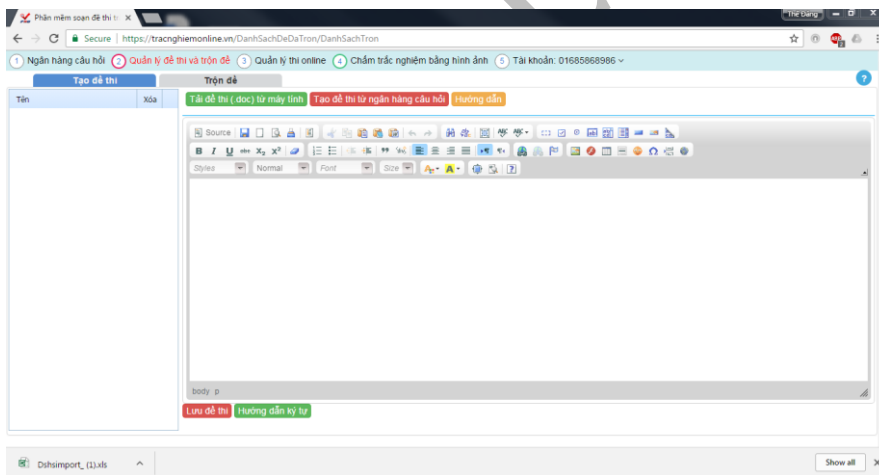 Phần mềm soạn đề thi tr
The Dang
Secure https://tracnghiemonline.vn/DanhSachDeDaTron/DanhSachTron
1 Ngân hàng câu hỏi 2 Quản lý đề thi và trộn đề 3 Quản lý thi online 4 Chấm trắc nghiệm bằng hình ảnh 5 Tài khoản: 01685868986
Tạo đề thi Trộn đề ?
Tên Xóa Tải đề thi (.doc) từ máy tính Tạo đề thi từ ngân hàng câu hỏi Hướng dẫn
Source
B I U abc X₂ X²
Styles Normal Font Size A A ?
body p
Lưu đề thi Hướng dẫn ký tự
Dshsimport_ (1).xls Show all